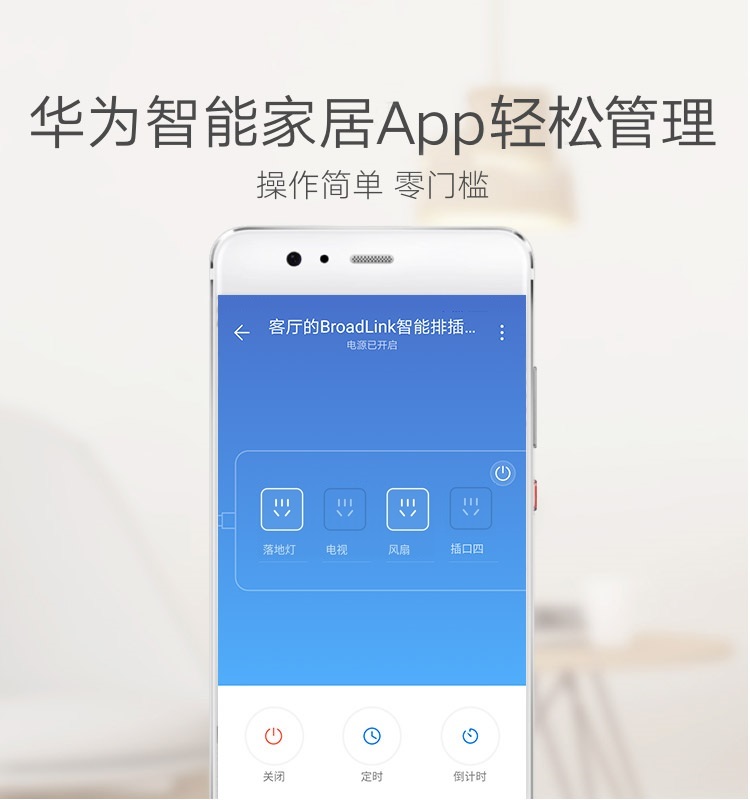 华为智能家居App轻松管理
操作简单 零门槛
客厅的BroadLink智能排插...
电源已开启
落地灯 电视 风扇 插口四
关闭 定时 倒计时